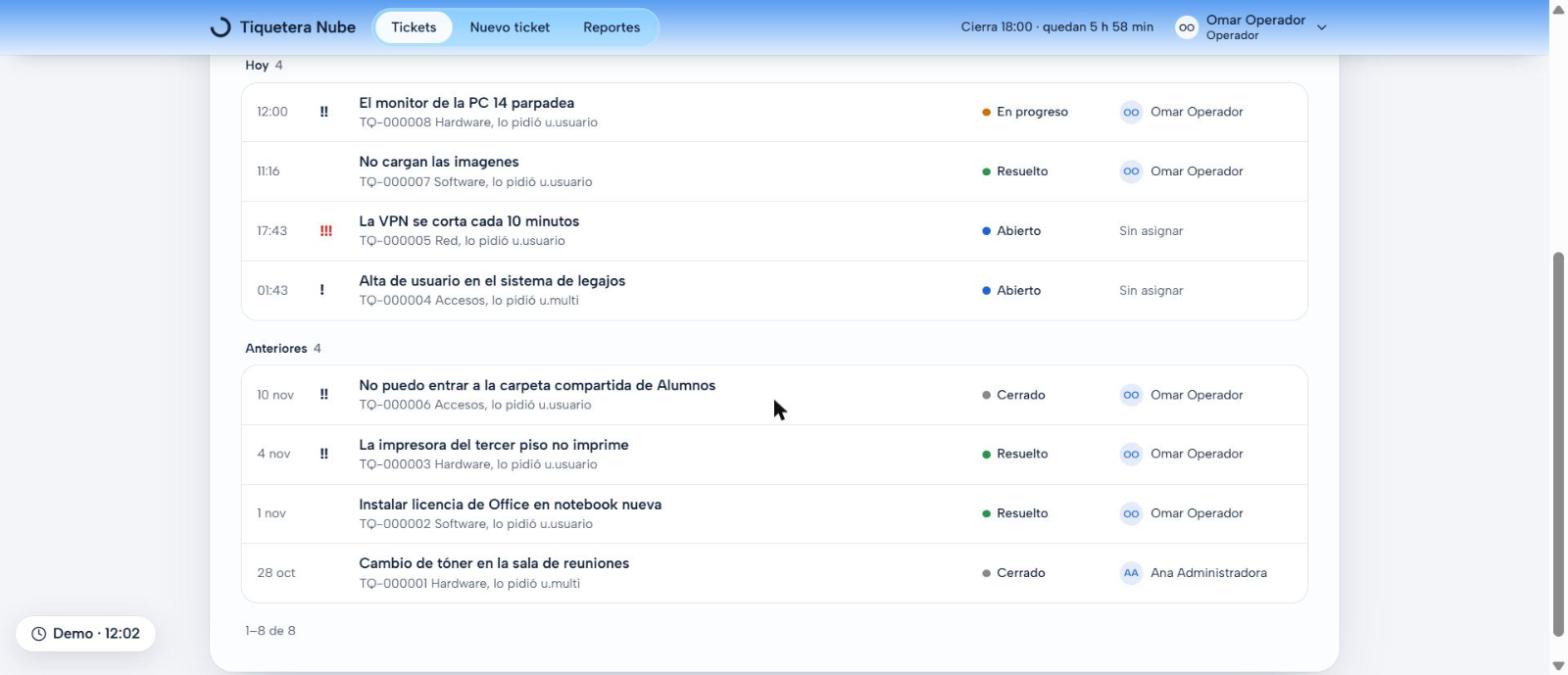 Tiquetera Nube
Tickets
Nuevo ticket
Reportes
Cierra 18:00 · quedan 5 h 58 min
OO
Omar Operador
Operador
Hoy 4
12:00 !! El monitor de la PC 14 parpadea
TQ-000008 Hardware, lo pidió u.usuario
En progreso
OO Omar Operador
11:16 No cargan las imagenes
TQ-000007 Software, lo pidió u.usuario
Resuelto
OO Omar Operador
17:43 !!! La VPN se corta cada 10 minutos
TQ-000005 Red, lo pidió u.usuario
Abierto
Sin asignar
01:43 ! Alta de usuario en el sistema de legajos
TQ-000004 Accesos, lo pidió u.multi
Abierto
Sin asignar
Anteriores 4
10 nov !! No puedo entrar a la carpeta compartida de Alumnos
TQ-000006 Accesos, lo pidió u.usuario
Cerrado
OO Omar Operador
4 nov !! La impresora del tercer piso no imprime
TQ-000003 Hardware, lo pidió u.usuario
Resuelto
OO Omar Operador
1 nov Instalar licencia de Office en notebook nueva
TQ-000002 Software, lo pidió u.usuario
Resuelto
OO Omar Operador
28 oct Cambio de tóner en la sala de reuniones
TQ-000001 Hardware, lo pidió u.multi
Cerrado
AA Ana Administradora
1–8 de 8
Demo · 12:02